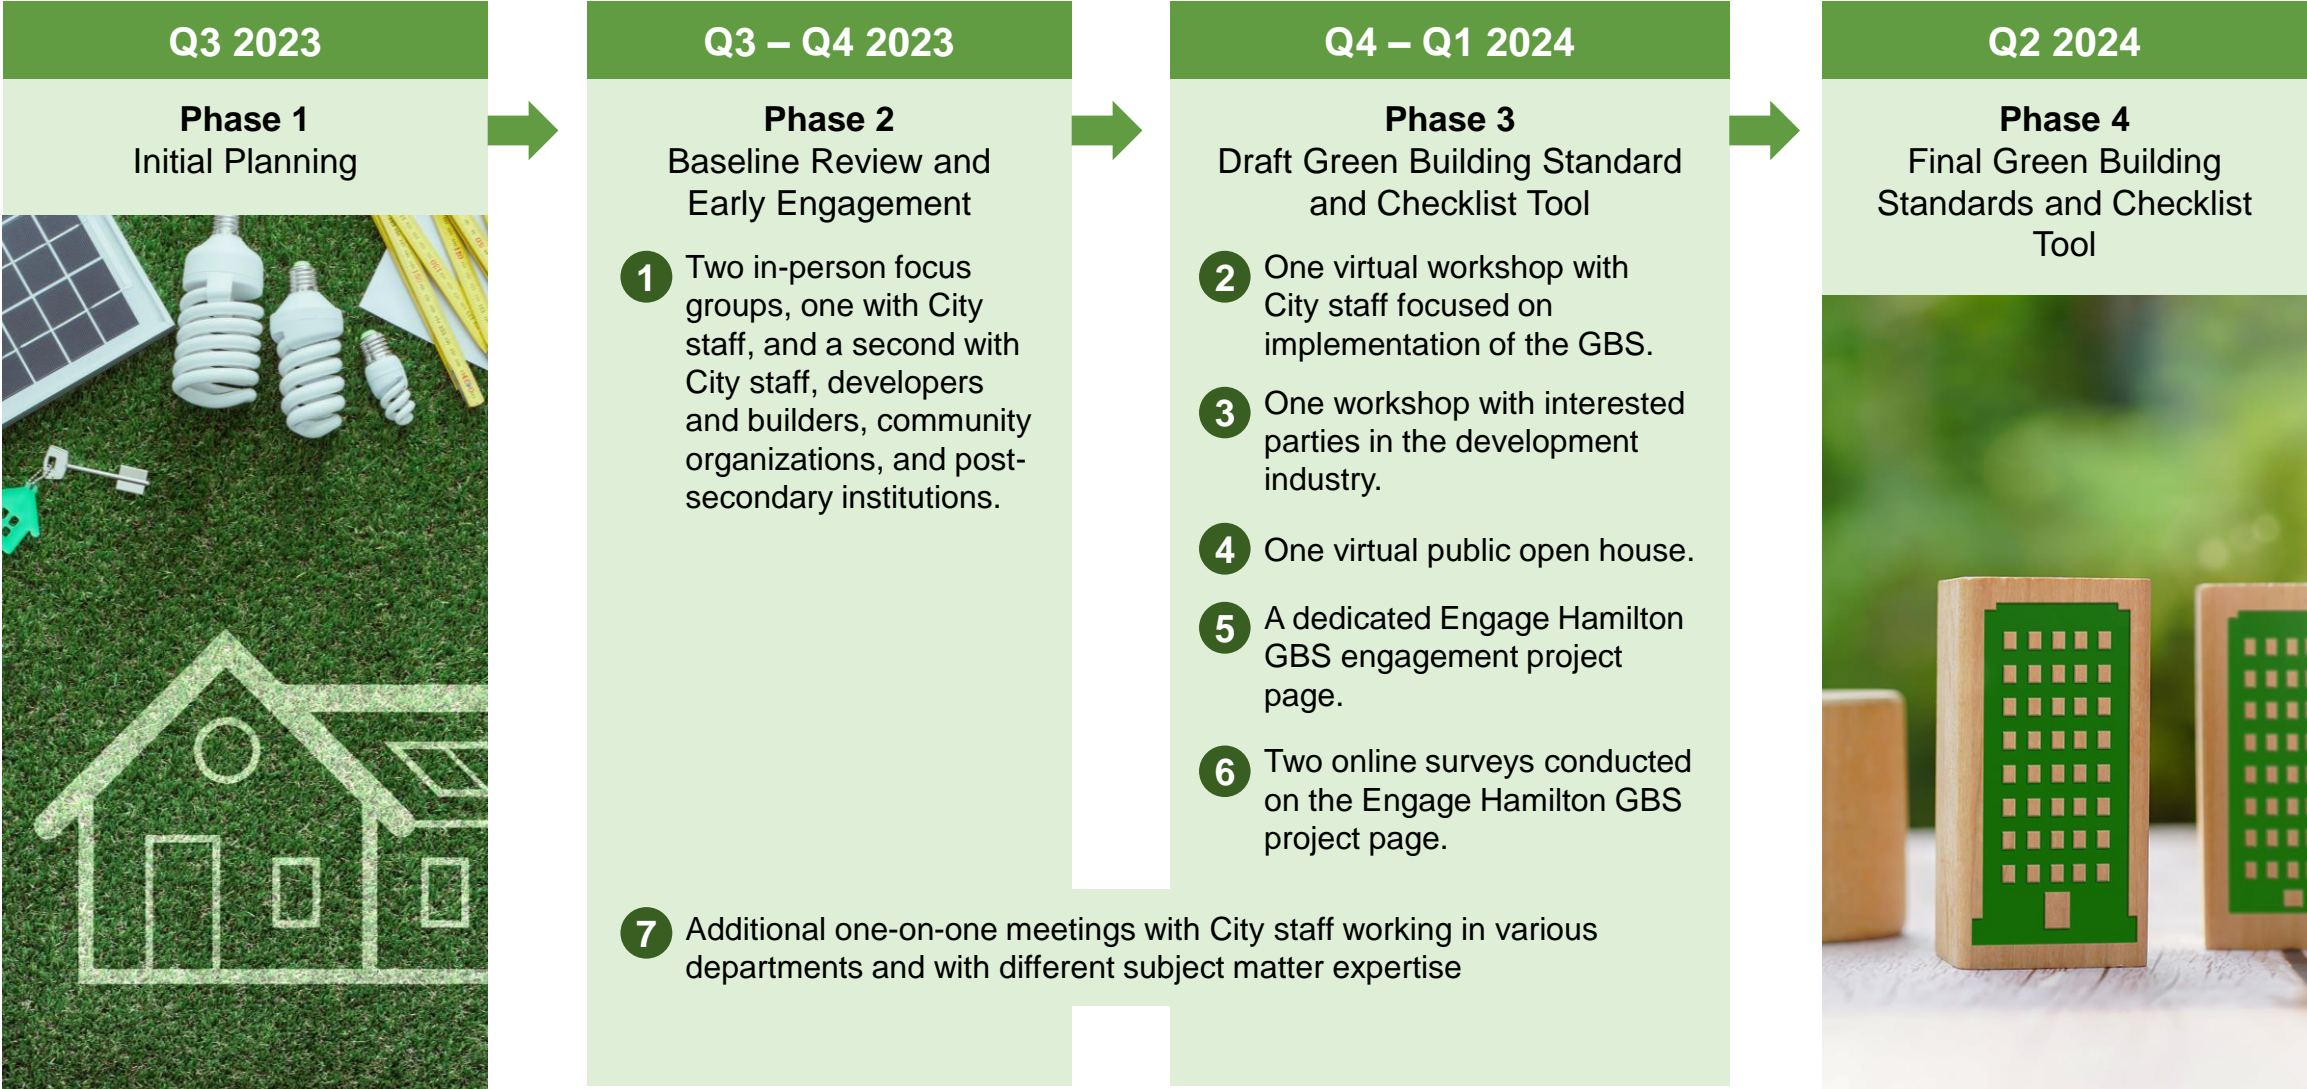 Q3 2023
Phase 1
Initial Planning
Q3 – Q4 2023
Phase 2
Baseline Review and
Early Engagement
1
Two in-person focus
groups, one with City
staff, and a second with
City staff, developers
and builders, community
organizations, and post-
secondary institutions.
Q4 – Q1 2024
Phase 3
Draft Green Building Standard
and Checklist Tool
2
One virtual workshop with
City staff focused on
implementation of the GBS.
3
One workshop with interested
parties in the development
industry.
4
One virtual public open house.
5
A dedicated Engage Hamilton
GBS engagement project
page.
6
Two online surveys conducted
on the Engage Hamilton GBS
project page.
7
Additional one-on-one meetings with City staff working in various
departments and with different subject matter expertise
Q2 2024
Phase 4
Final Green Building
Standards and Checklist
Tool